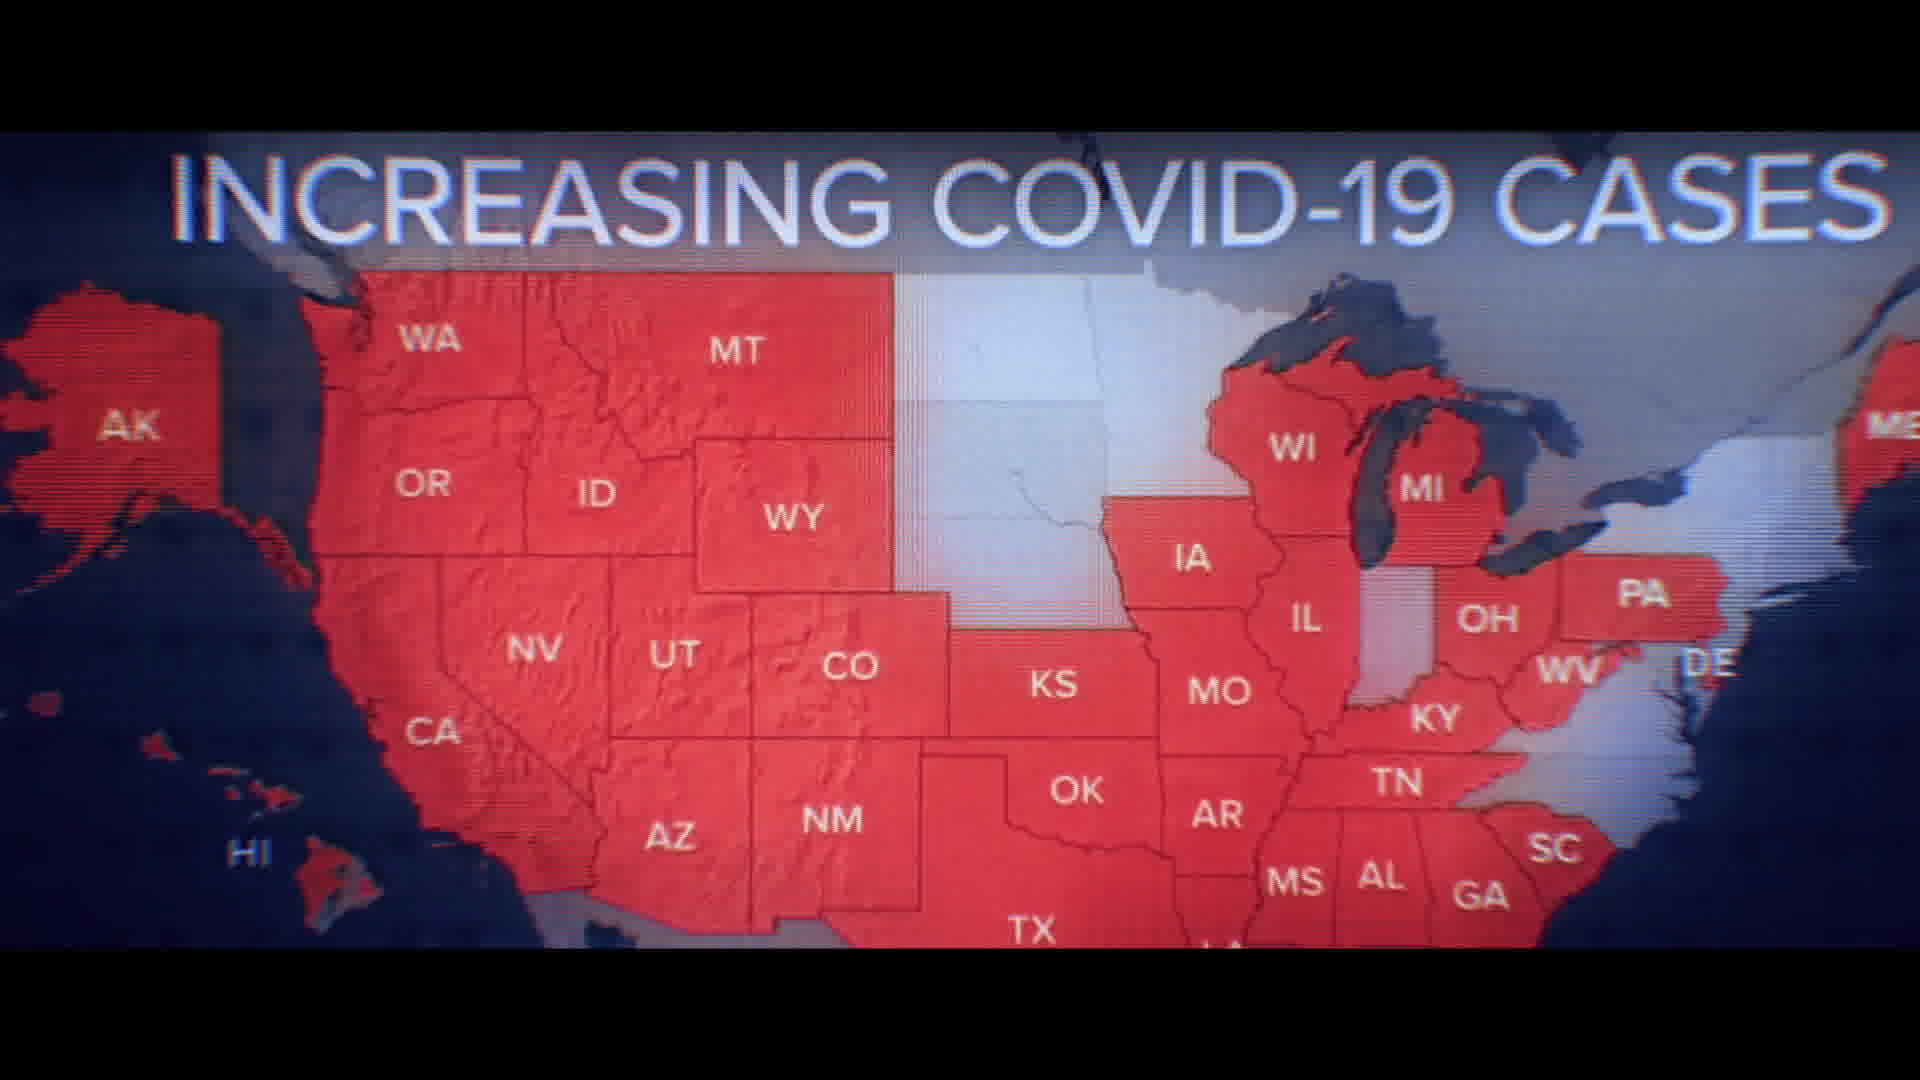 INCREASING COVID-19 CASES
WA
MT
AK
ME
OR
ID
WY
WI
MI
IA
PA
NV
UT
CO
KS
MO
IL
OH
WV
DE
CA
KY
OK
TN
AZ
NM
AR
HI
MS
AL
GA
SC
TX